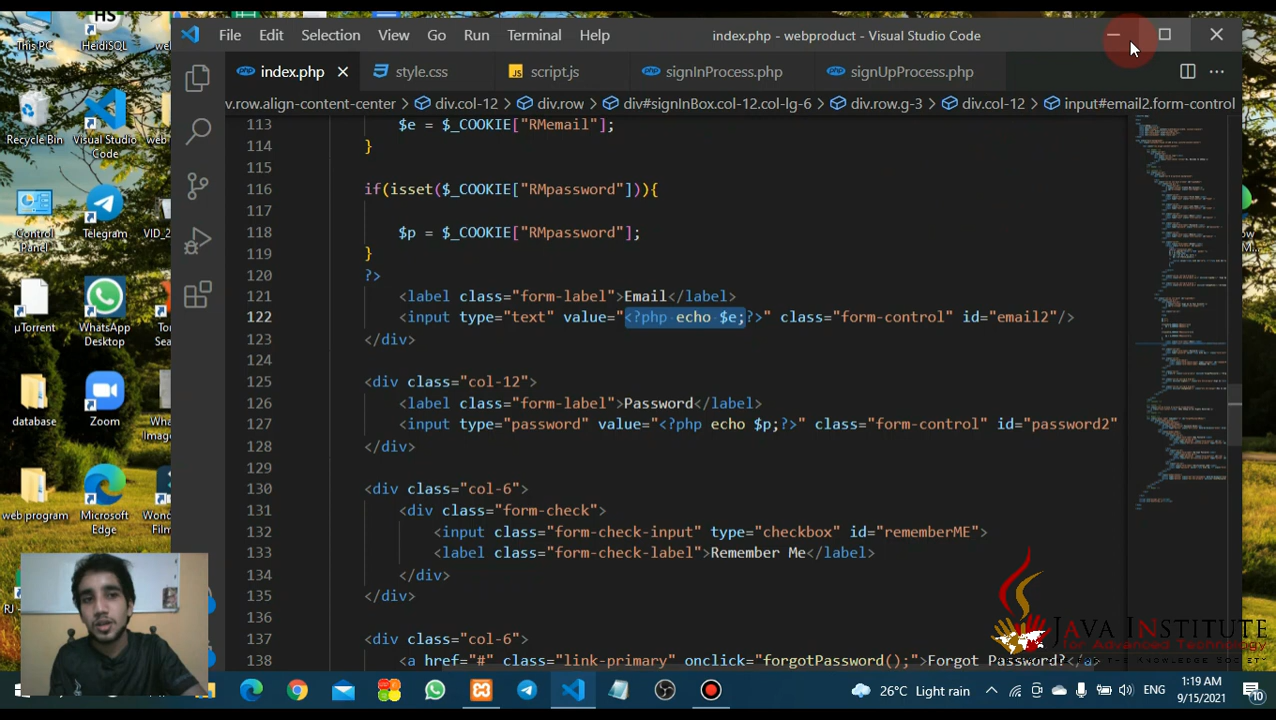 This PC
HeidiSQL
Recycle Bin
Visual Studio
Code
Control
Panel
Telegram
VID_2
µTorrent
WhatsApp
Desktop
database
Zoom
web program
Microsoft
Edge
File Edit Selection View Go Run Terminal Help
index.php - webproduct - Visual Studio Code
index.php style.css script.js signInProcess.php signUpProcess.php
v.row.align-content-center > div.col-12 > div.row > div#signInBox.col-12.col-lg-6 > div.row.g-3 > div.col-12 > input#email2.form-control
113 $e = $_COOKIE["RMemail"];
114 }
115
116 if(isset($_COOKIE["RMpassword"])){
117
118 $p = $_COOKIE["RMpassword"];
119 }
120 ?>
121 <label class="form-label">Email</label>
122 <input type="text" value="<?php echo $e;?>" class="form-control" id="email2"/>
123 </div>
124
125 <div class="col-12">
126 <label class="form-label">Password</label>
127 <input type="password" value="<?php echo $p;?>" class="form-control" id="password2"
128 </div>
129
130 <div class="col-6">
131 <div class="form-check">
132 <input class="form-check-input" type="checkbox" id="rememberME">
133 <label class="form-check-label">Remember Me</label>
134 </div>
135 </div>
136
137 <div class="col-6">
138 <a href="#" class="link-primary" onclick="forgotPassword();">Forgot Password?</a>
JAVA INSTITUTE
for Advanced Technology
26°C Light rain
ENG
1:19 AM
9/15/2021
10